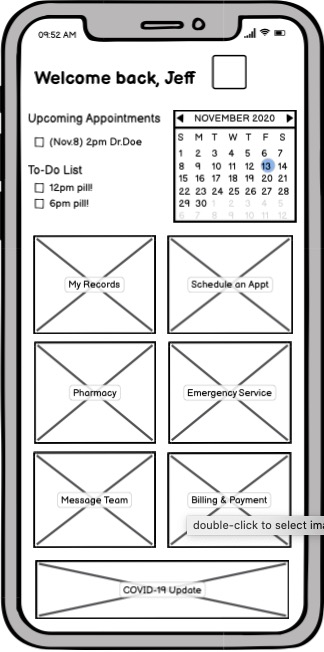 09:52 AM
Welcome back, Jeff
Upcoming Appointments
(Nov.8) 2pm Dr.Doe
To-Do List
12pm pill!
6pm pill!
NOVEMBER 2020
S M T W T F S
1 2 3 4 5 6 7
8 9 10 11 12 13 14
15 16 17 18 19 20 21
22 23 24 25 26 27 28
29 30 1 2 3 4 5
6 7 8 9 10 11 12
My Records
Schedule an Appt
Pharmacy
Emergency Service
Message Team
Billing & Payment
double-click to select
COVID-19 Update